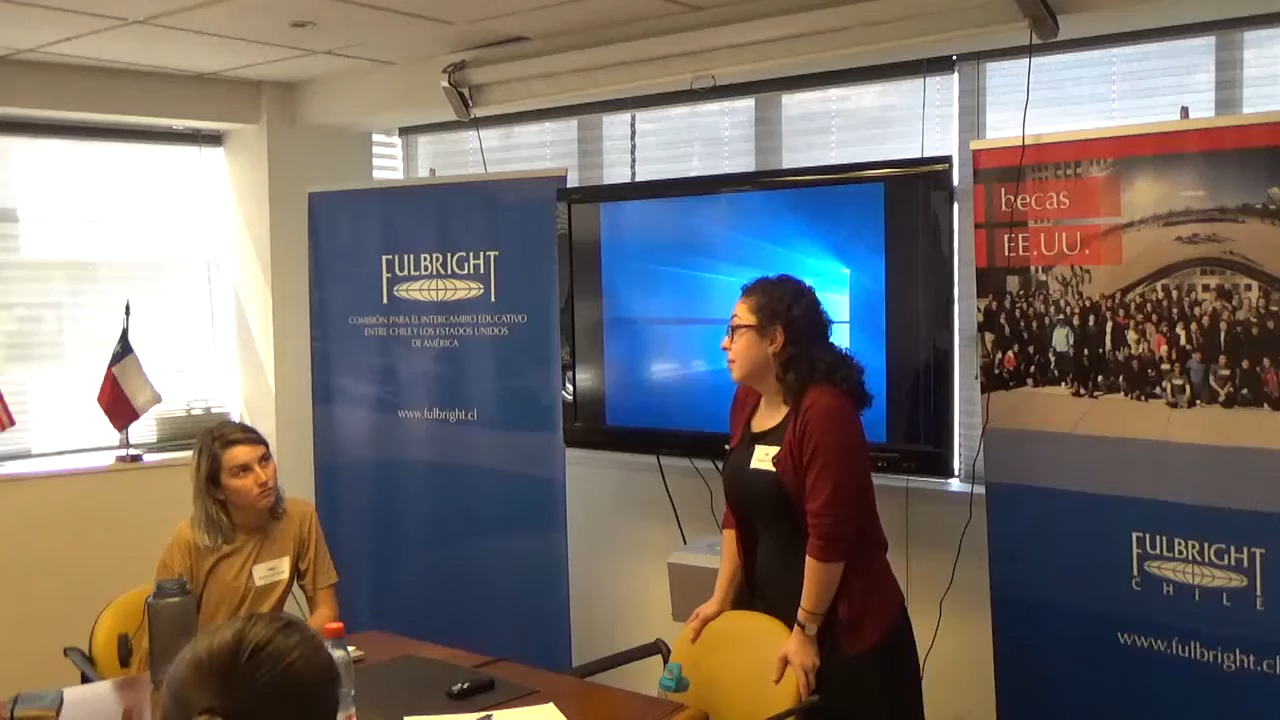 FULBRIGHT
COMISIÓN PARA EL INTERCAMBIO EDUCATIVO
ENTRE CHILE Y LOS ESTADOS UNIDOS
DE AMÉRICA
www.fulbright.cl
becas
EE.UU.
FULBRIGHT
CHILE
www.fulbright.cl